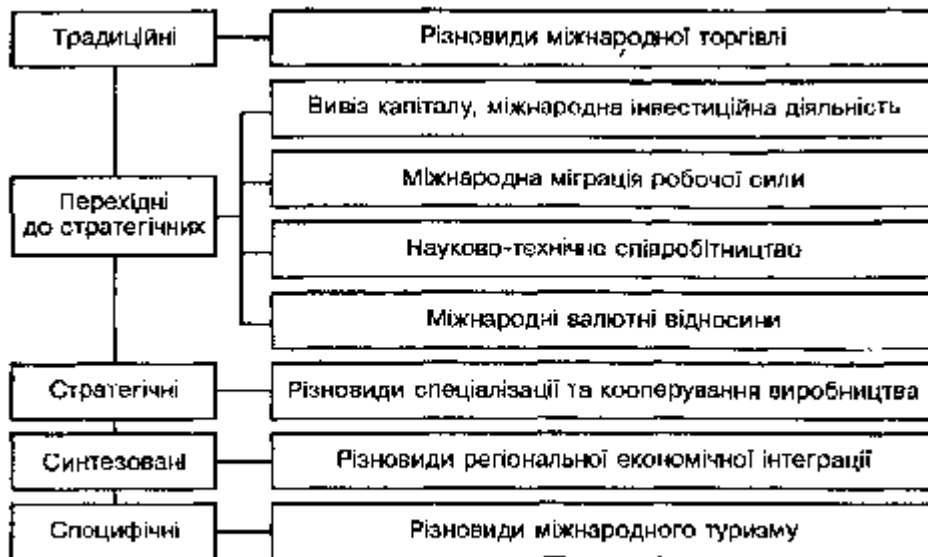 Традиційні
Різновиди міжнародної торгівлі
Вивіз капіталу, міжнародна інвестиційна діяльність
Міжнародна міграція робочої сили
Перехідні
до стратегічних
Науково-технічне співробітництво
Міжнародні валютні відносини
Стратегічні
Різновиди спеціалізації та кооперування виробництва
Синтезовані
Різновиди регіональної економічної інтеграції
Специфічні
Різновиди міжнародного туризму